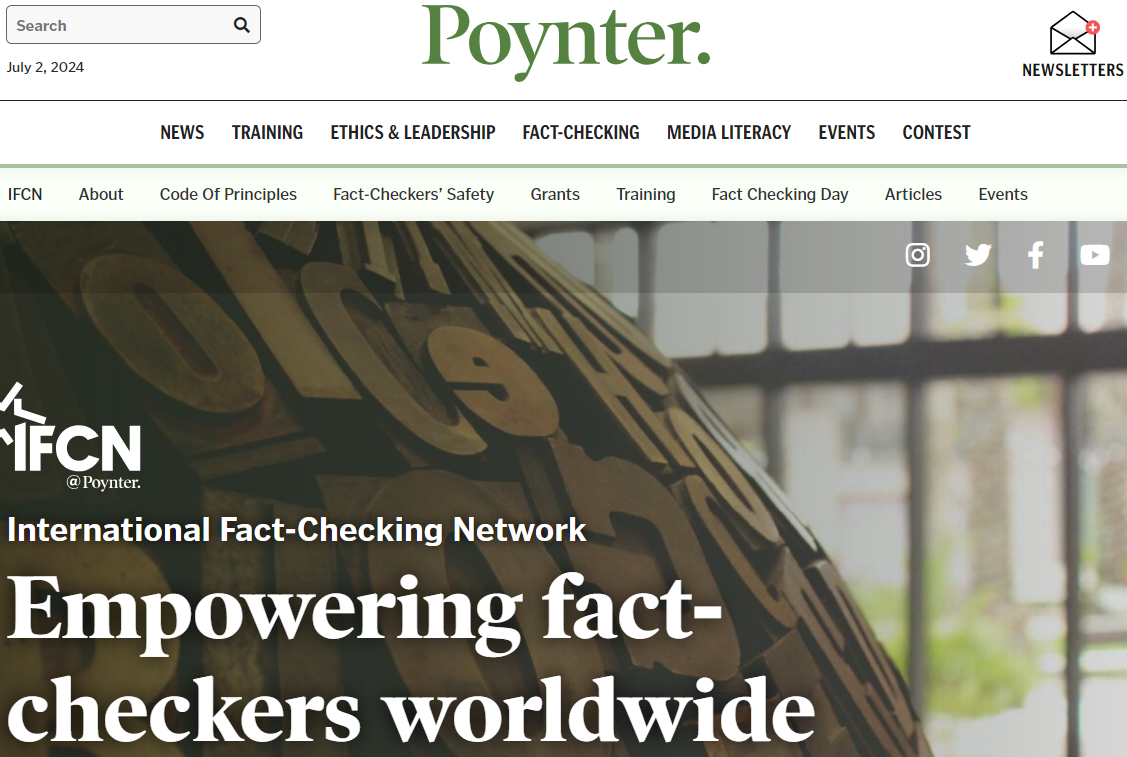 Search
Poynter.
July 2, 2024
NEWSLETTERS
NEWS TRAINING ETHICS & LEADERSHIP FACT-CHECKING MEDIA LITERACY EVENTS CONTEST
IFCN About Code Of Principles Fact-Checkers’ Safety Grants Training Fact Checking Day Articles Events
IFCN
@Poynter.
International Fact-Checking Network
Empowering fact-
checkers worldwide